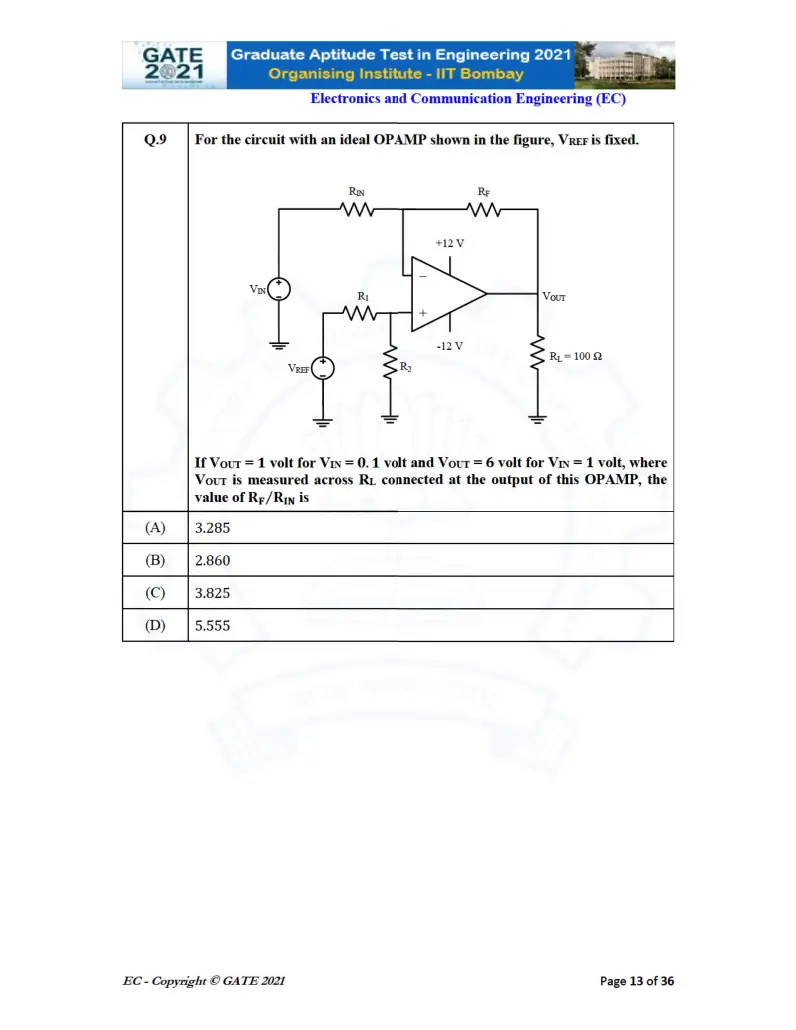 GATE
2021
Graduate Aptitude Test in Engineering 2021
Organising Institute - IIT Bombay
Electronics and Communication Engineering (EC)
Q.9
For the circuit with an ideal OPAMP shown in the figure, VREF is fixed.
RIN
RF
+12 V
VIN
+
−
−
R1
VOUT
+
-12 V
VREF
+
−
R2
RL = 100 Ω
If VOUT = 1 volt for VIN = 0. 1 volt and VOUT = 6 volt for VIN = 1 volt, where
VOUT is measured across RL connected at the output of this OPAMP, the
value of RF/RIN is
(A) 3.285
(B) 2.860
(C) 3.825
(D) 5.555
EC - Copyright © GATE 2021
Page 13 of 36